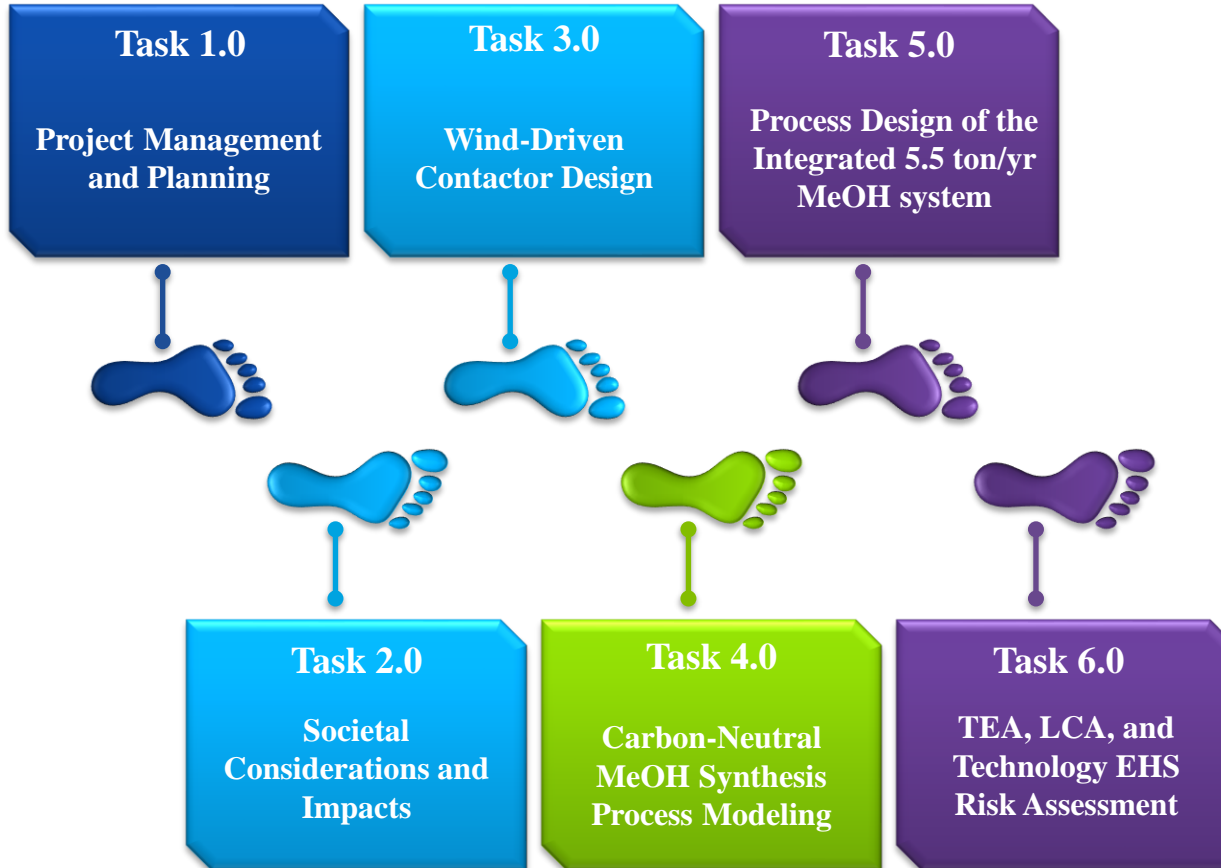 Task 1.0
Project Management
and Planning
Task 3.0
Wind-Driven
Contactor Design
Task 5.0
Process Design of the
Integrated 5.5 ton/yr
MeOH system
Task 2.0
Societal
Considerations and
Impacts
Task 4.0
Carbon-Neutral
MeOH Synthesis
Process Modeling
Task 6.0
TEA, LCA, and
Technology EHS
Risk Assessment